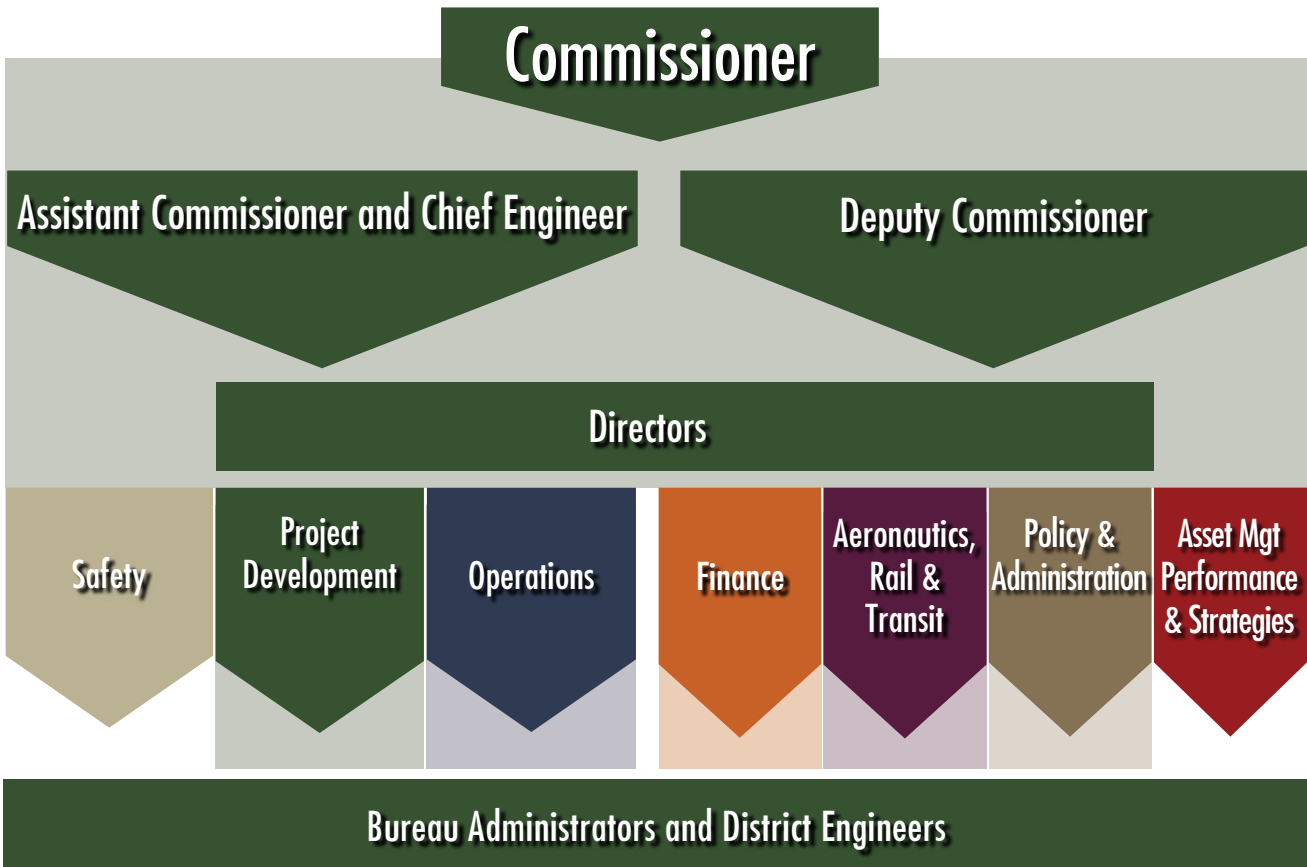 Commissioner
Assistant Commissioner and Chief Engineer
Deputy Commissioner
Directors
Safety
Project
Development
Operations
Finance
Aeronautics,
Rail &
Transit
Policy &
Administration
Asset Mgt
Performance
& Strategies
Bureau Administrators and District Engineers